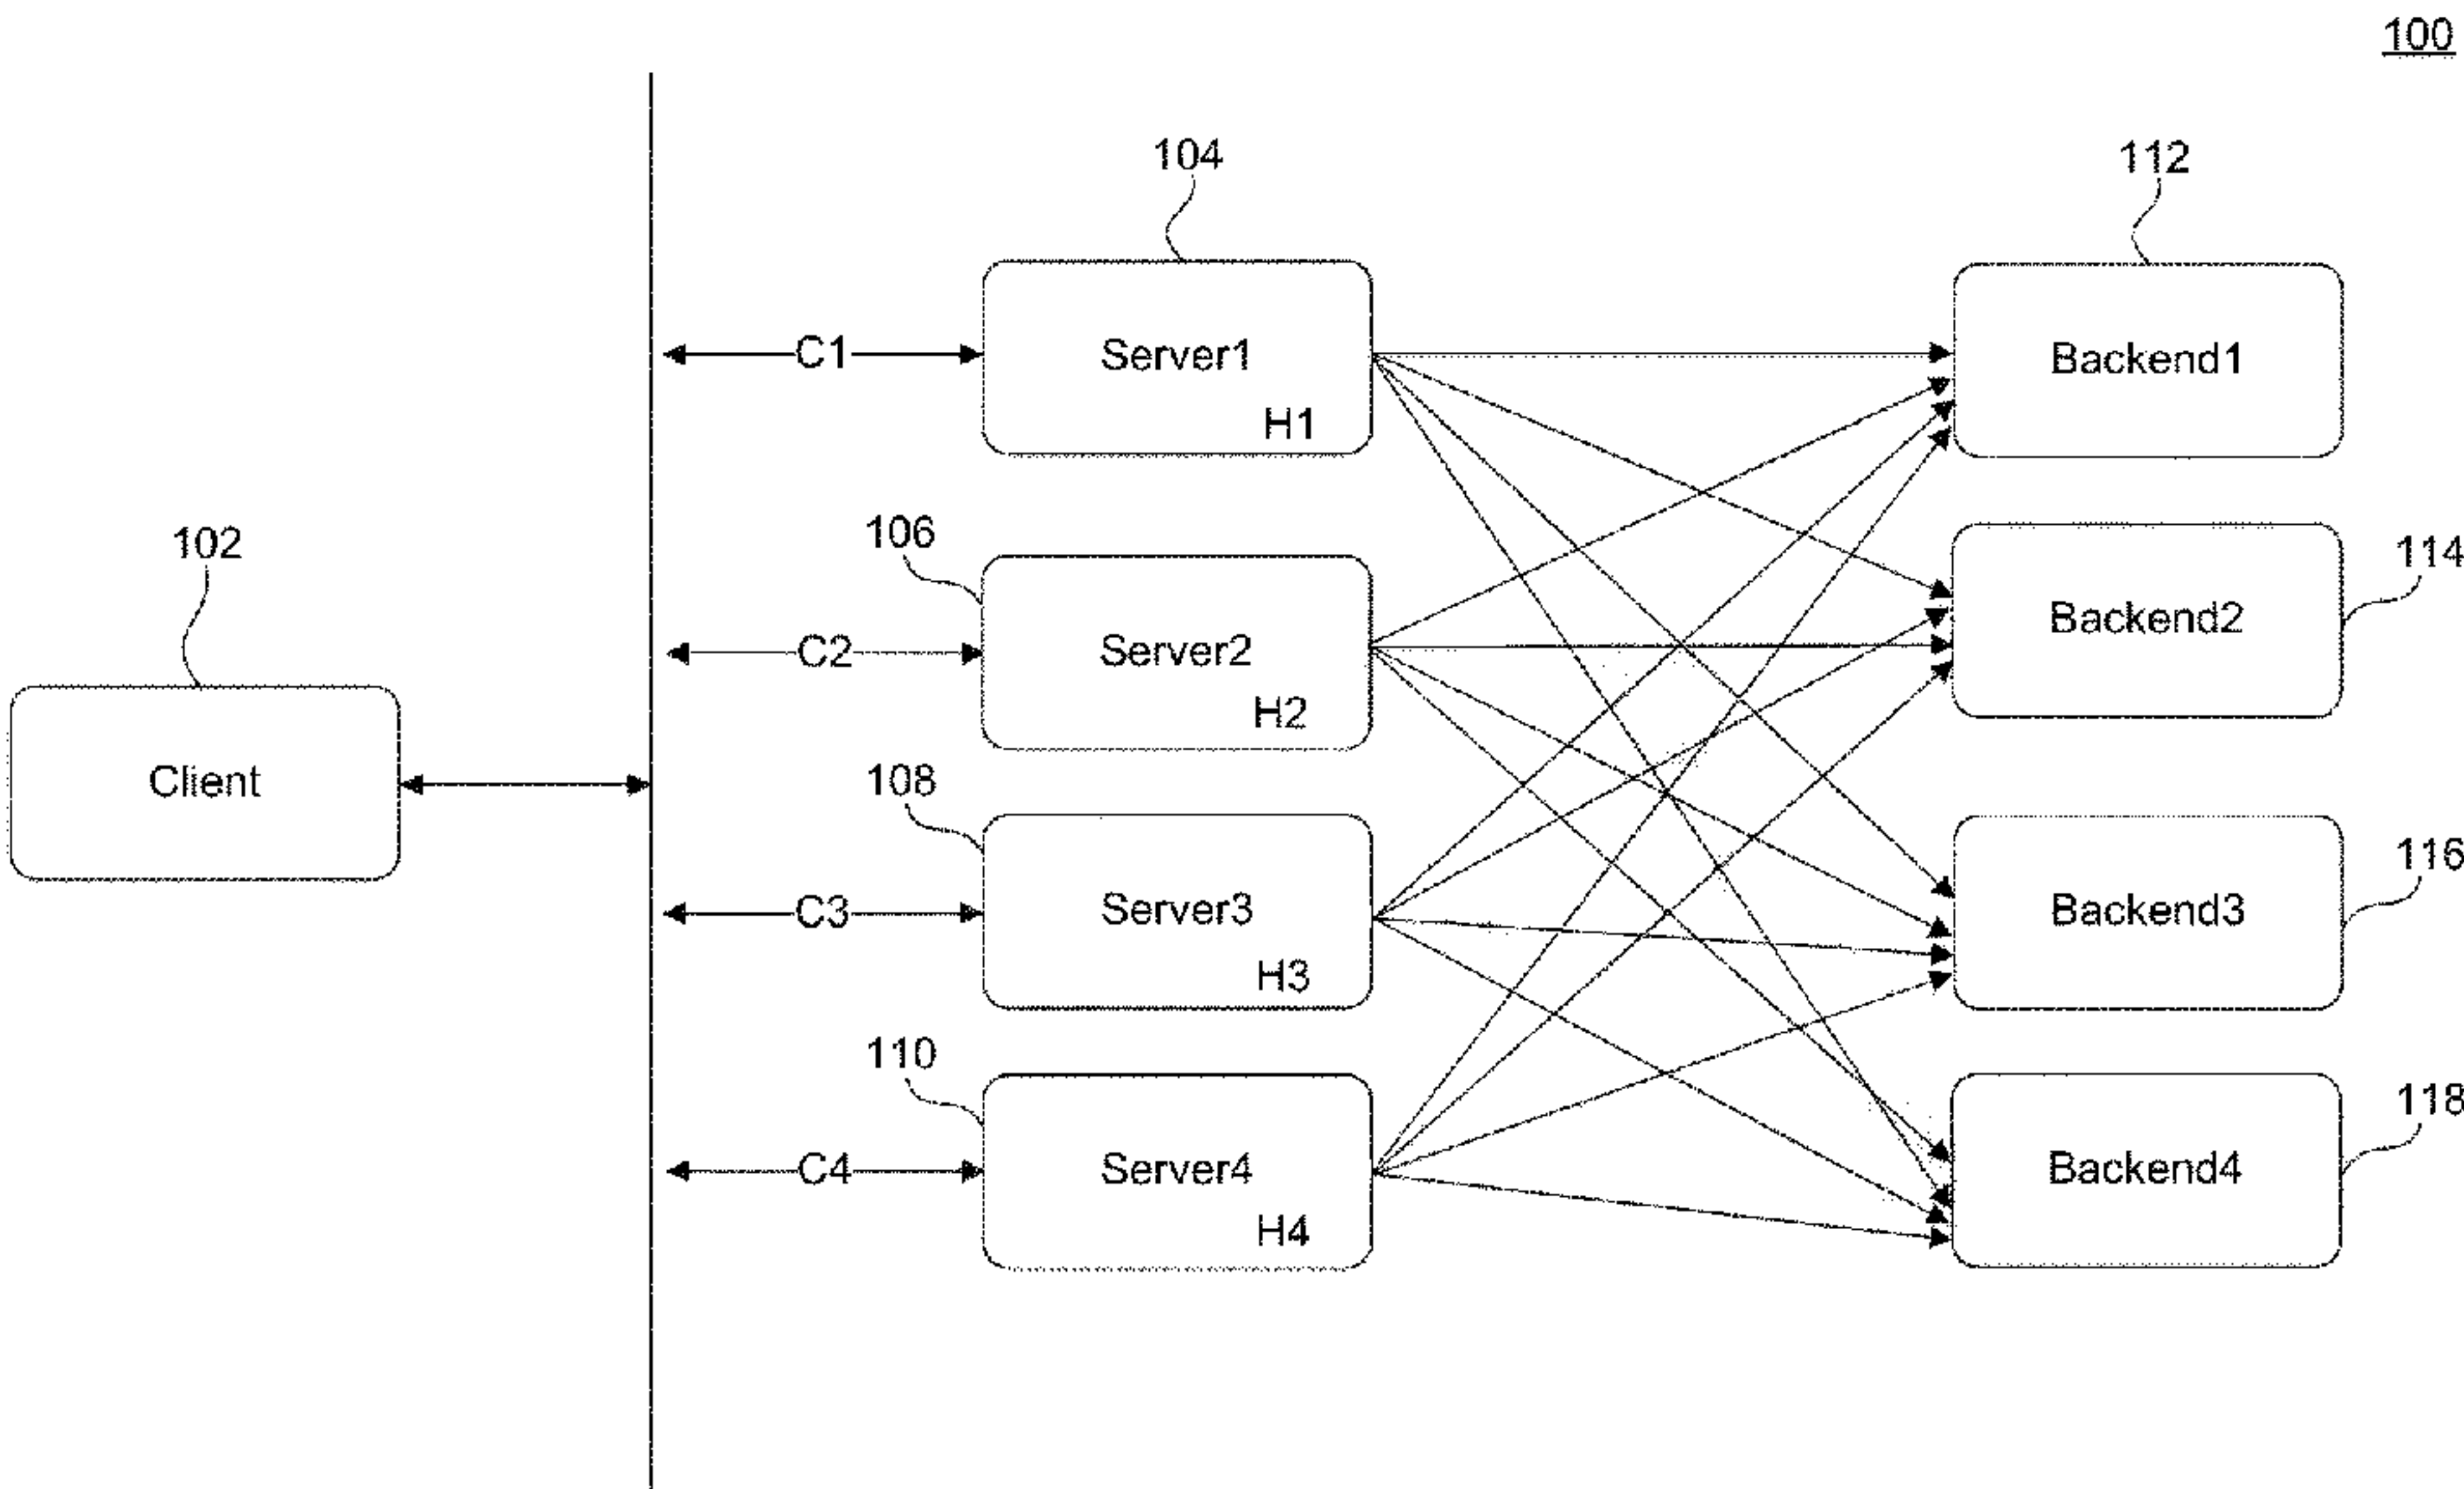 100
104
112
C1
Server1
H1
Backend1
106
114
102
C2
Server2
H2
Backend2
108
Client
116
C3
Server3
H3
Backend3
110
118
C4
Server4
H4
Backend4